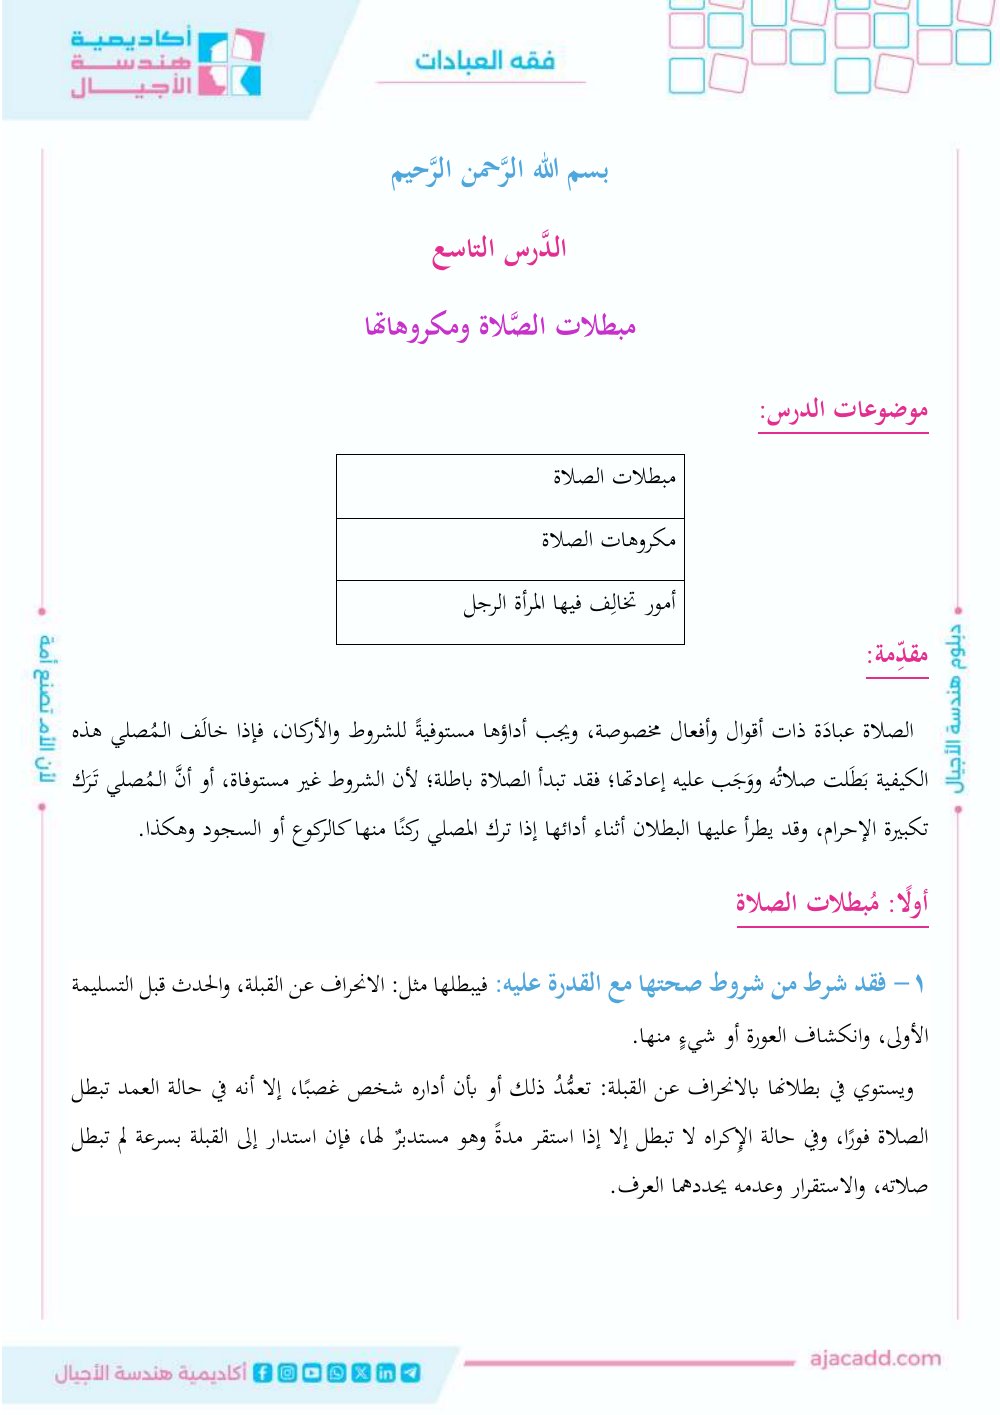 أكاديمية
هندسة
الأجيال
فقه العبادات
بسم الله الرَّحمن الرَّحيم
الدَّرس التاسع
مبطلات الصَّلاة ومكروهاتها
موضوعات الدرس:
مبطلات الصلاة
مكروهات الصلاة
أمور تخالِف فيها المرأة الرجل
مقدِّمة:
الصلاة عبادَة ذات أقوال وأفعال مخصوصة، ويجب أداؤها مستوفيةً للشروط والأركان، فإذا خالَف المُصلي هذه
الكيفية بَطَلت صلاتُه ووَجَب عليه إعادتها؛ فقد تبدأ الصلاة باطلة؛ لأن الشروط غير مستوفاة، أو أنَّ المُصلي تَرَك
تكبيرة الإحرام، وقد يطرأ عليها البطلان أثناء أدائها إذا ترك المصلي ركنًا منها كالركوع أو السجود وهكذا.
أولًا: مُبطلات الصلاة
١- فقد شرط من شروط صحتها مع القدرة عليه: فيبطلها مثل: الانحراف عن القبلة، والحدث قبل التسليمة
الأولى، وانكشاف العورة أو شيءٍ منها.
ويستوي في بطلانها بالانحراف عن القبلة: تعمُّدُ ذلك أو بأن أداره شخص غصبًا، إلا أنه في حالة العمد تبطل
الصلاة فورًا، وفي حالة الإكراه لا تبطل إلا إذا استقر مدةً وهو مستدبرٌ لها، فإن استدار إلى القبلة بسرعة لم تبطل
صلاته، والاستقرار وعدمه يحددهما العرف.
دبلوم هندسة الأجيال
لأن الأم تصنع أمة
أكاديمية هندسة الأجيال
ajacadd.com